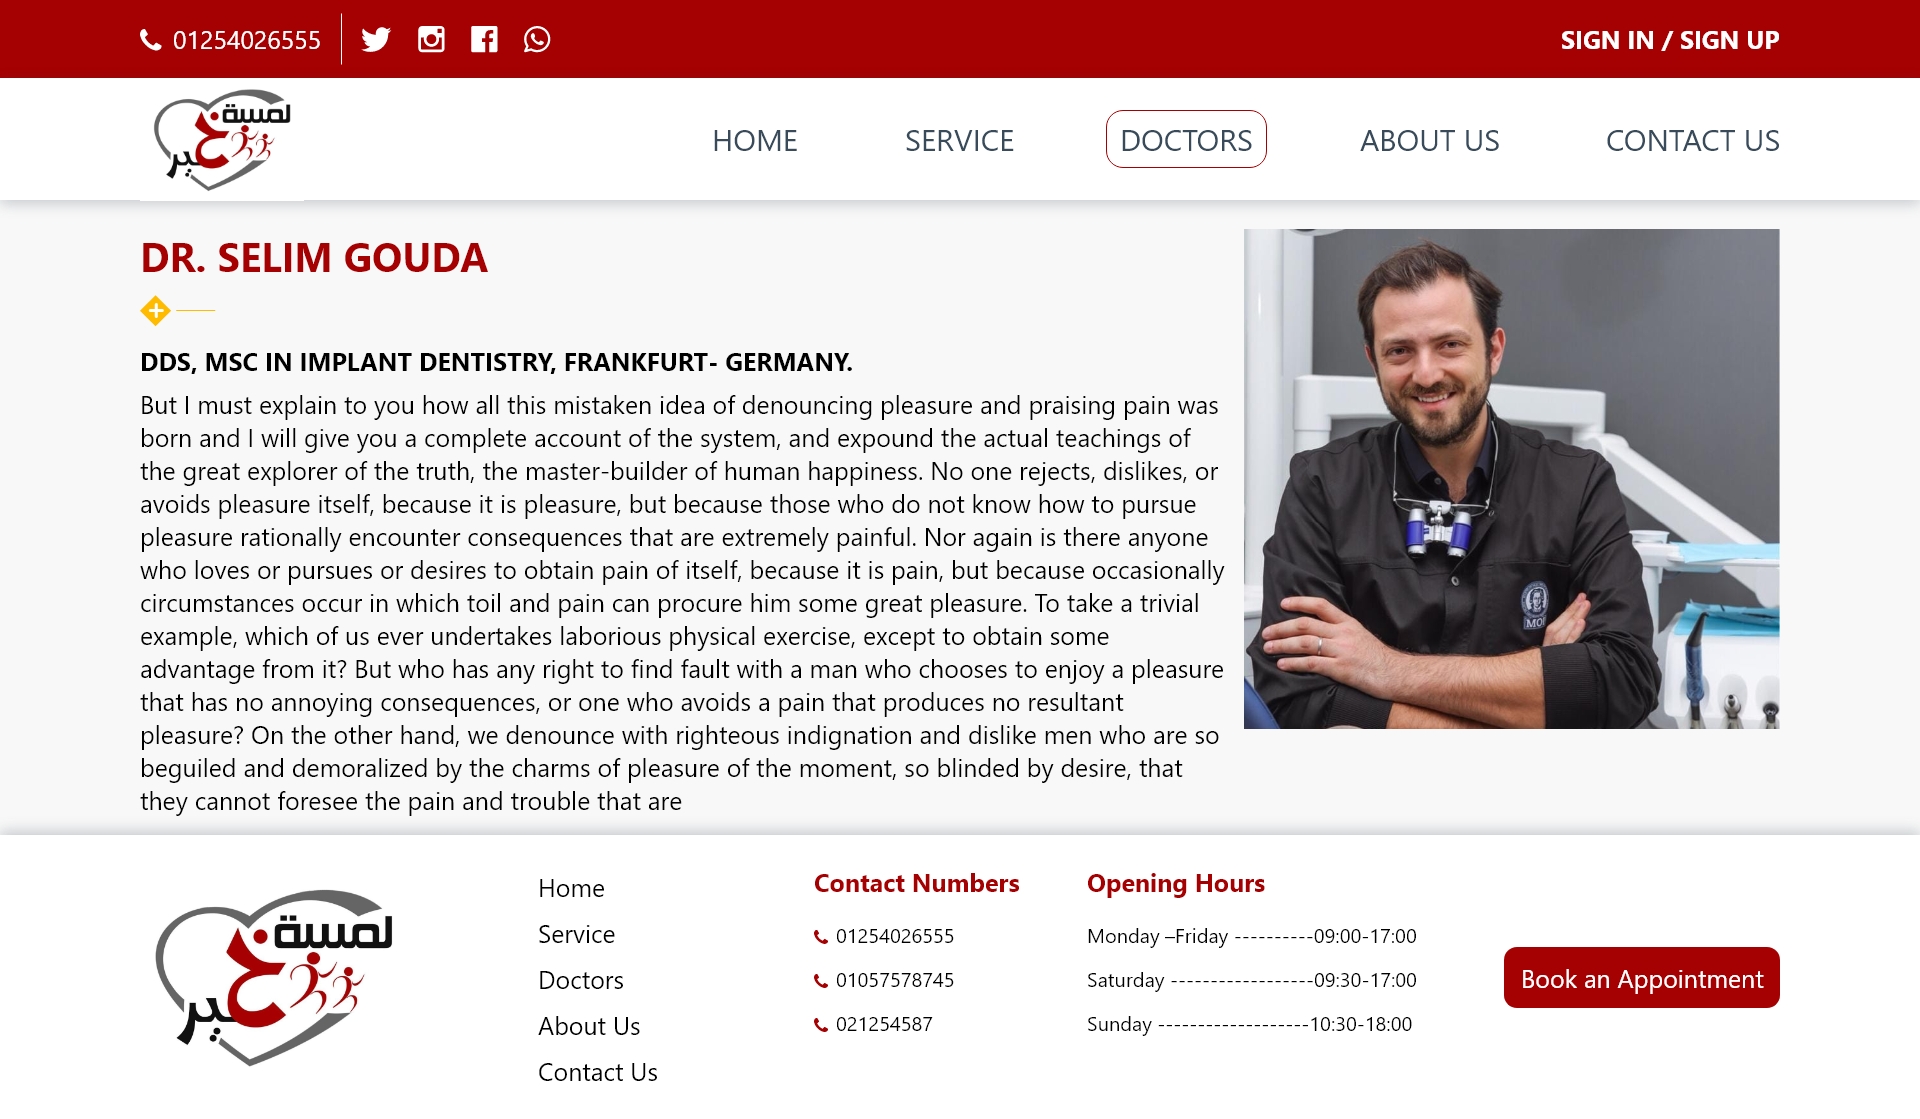 01254026555
SIGN IN / SIGN UP
لمسة
خير
HOME
SERVICE
DOCTORS
ABOUT US
CONTACT US
DR. SELIM GOUDA
DDS, MSC IN IMPLANT DENTISTRY, FRANKFURT- GERMANY.
But I must explain to you how all this mistaken idea of denouncing pleasure and praising pain was
born and I will give you a complete account of the system, and expound the actual teachings of
the great explorer of the truth, the master-builder of human happiness. No one rejects, dislikes, or
avoids pleasure itself, because it is pleasure, but because those who do not know how to pursue
pleasure rationally encounter consequences that are extremely painful. Nor again is there anyone
who loves or pursues or desires to obtain pain of itself, because it is pain, but because occasionally
circumstances occur in which toil and pain can procure him some great pleasure. To take a trivial
example, which of us ever undertakes laborious physical exercise, except to obtain some
advantage from it? But who has any right to find fault with a man who chooses to enjoy a pleasure
that has no annoying consequences, or one who avoids a pain that produces no resultant
pleasure? On the other hand, we denounce with righteous indignation and dislike men who are so
beguiled and demoralized by the charms of pleasure of the moment, so blinded by desire, that
they cannot foresee the pain and trouble that are
لمسة
خير
Home
Service
Doctors
About Us
Contact Us
Contact Numbers
01254026555
01057578745
021254587
Opening Hours
Monday –Friday ----------09:00-17:00
Saturday ------------------09:30-17:00
Sunday -------------------10:30-18:00
Book an Appointment